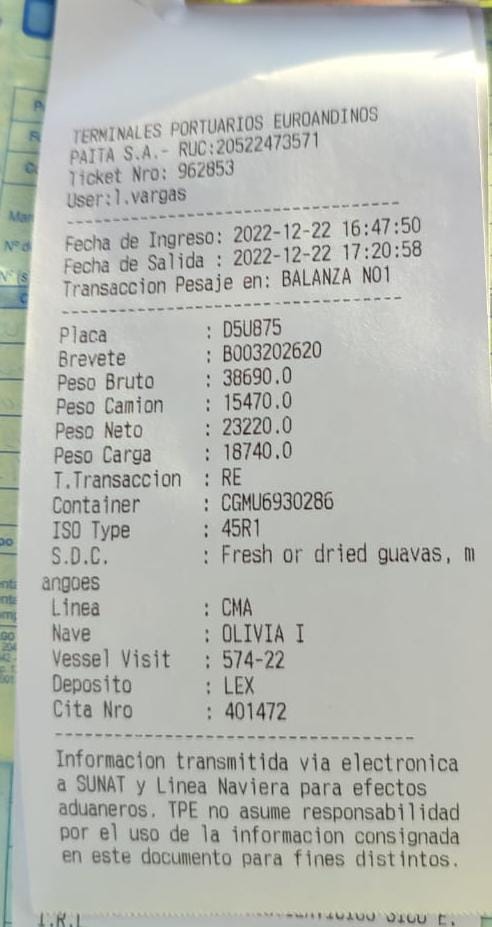 TERMINALES PORTUARIOS EUROANDINOS
PAITA S.A.- RUC:20522473571
Ticket Nro: 962853
User:l.vargas
--------------------------------------
Fecha de Ingreso: 2022-12-22 16:47:50
Fecha de Salida : 2022-12-22 17:20:58
Transaccion Pesaje en: BALANZA NO1
--------------------------------------
Placa : D5U875
Brevete : B003202620
Peso Bruto : 38690.0
Peso Camion : 15470.0
Peso Neto : 23220.0
Peso Carga : 18740.0
T.Transaccion : RE
Container : CGMU6930286
ISO Type : 45R1
S.D.C. : Fresh or dried guavas, m
angoes
Linea : CMA
Nave : OLIVIA I
Vessel Visit : 574-22
Deposito : LEX
Cita Nro : 401472
--------------------------------------
Informacion transmitida via electronica
a SUNAT y Linea Naviera para efectos
aduaneros. TPE no asume responsabilidad
por el uso de la informacion consignada
en este documento para fines distintos.